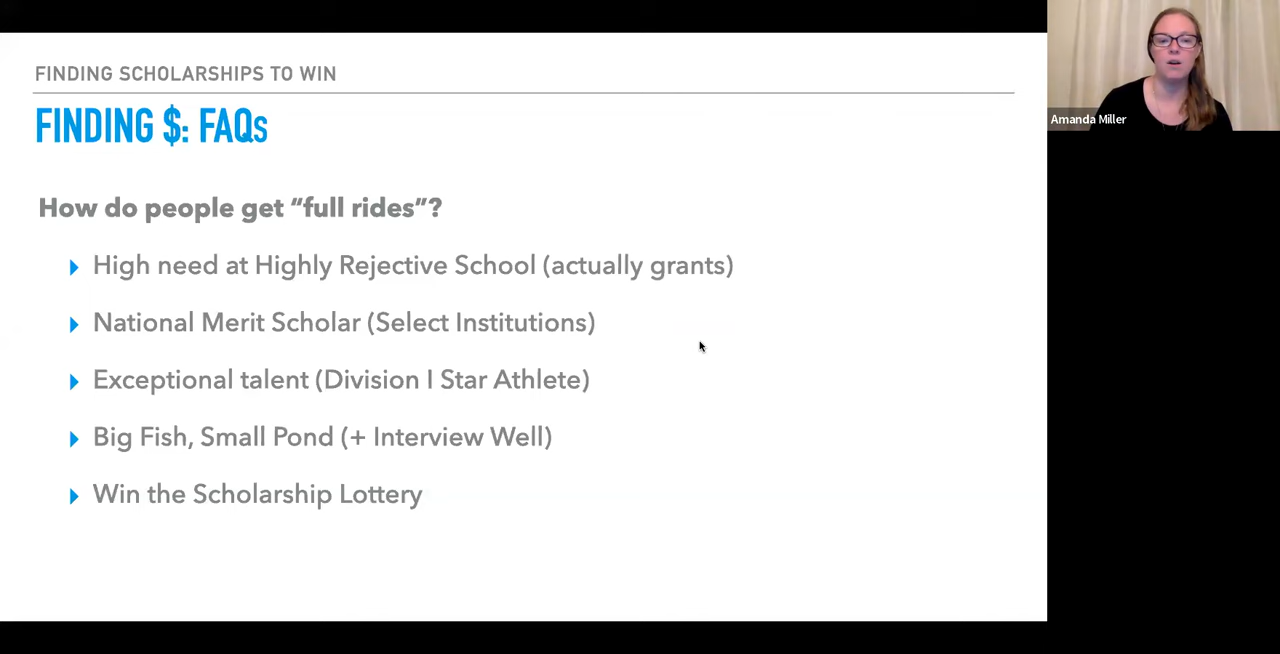 FINDING SCHOLARSHIPS TO WIN
FINDING $: FAQs
How do people get “full rides”?
High need at Highly Rejective School (actually grants)
National Merit Scholar (Select Institutions)
Exceptional talent (Division I Star Athlete)
Big Fish, Small Pond (+ Interview Well)
Win the Scholarship Lottery
Amanda Miller